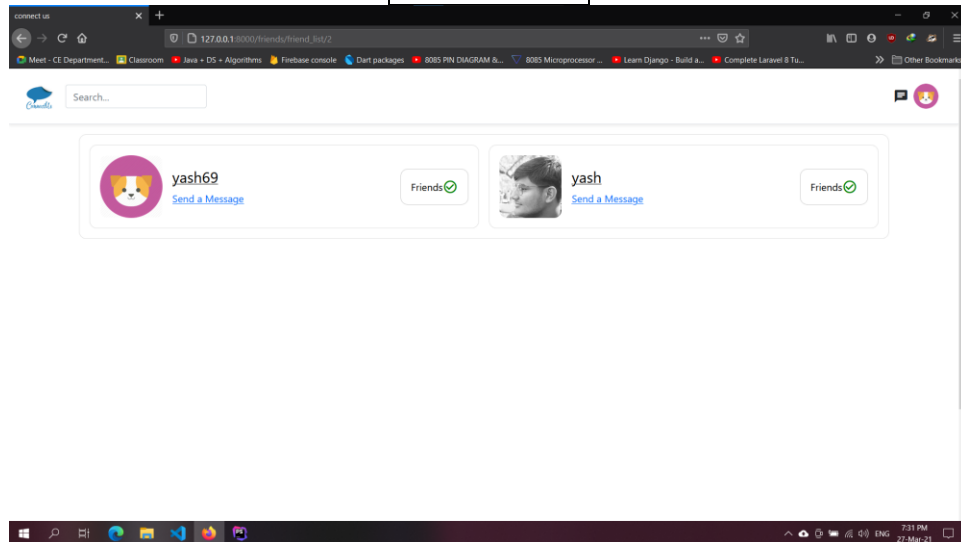 connect us
127.0.0.1:8000/friends/friend_list/2
Meet - CE Department... Classroom Java + DS + Algorithms Firebase console Dart packages 8085 PIN DIAGRAM &... 8085 Microprocessor ... Learn Django - Build a... Complete Laravel 8 Tu... Other Bookmarks
Search...
yash69
Send a Message
Friends
yash
Send a Message
Friends
ENG
7:31 PM
27-Mar-21